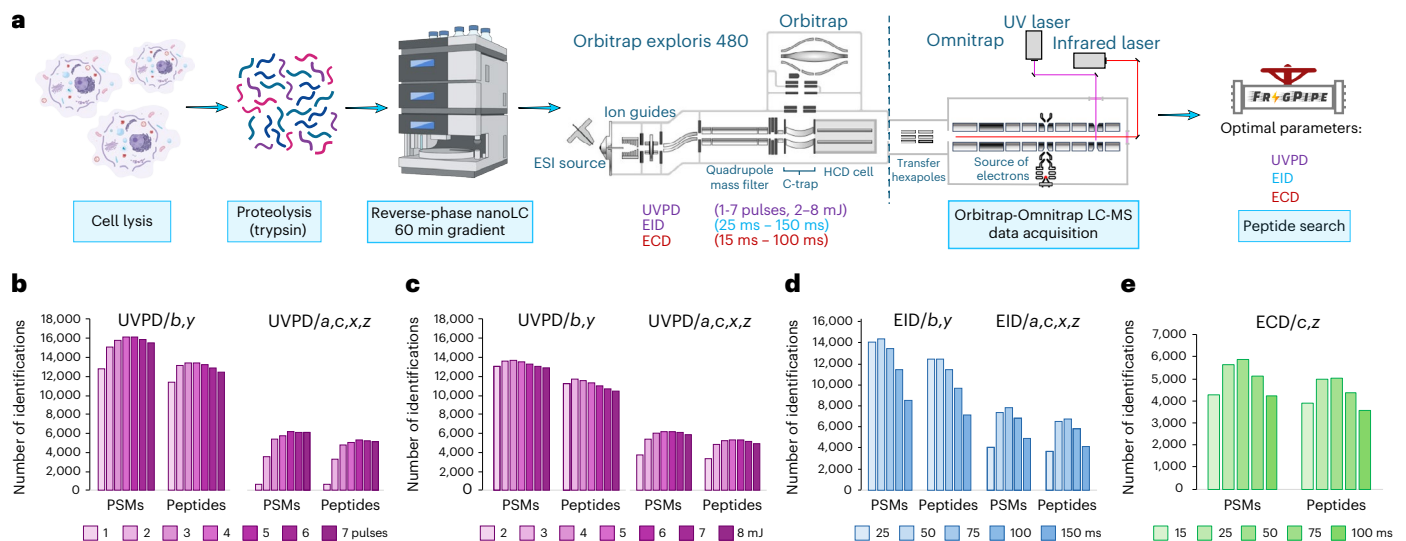 a
Cell lysis
Proteolysis
(trypsin)
Reverse-phase nanoLC
60 min gradient
Orbitrap exploris 480
Orbitrap
Ion guides
ESI source
Quadrupole
mass filter
C-trap
HCD cell
UVPD (1-7 pulses, 2–8 mJ)
EID (25 ms – 150 ms)
ECD (15 ms – 100 ms)
UV laser
Omnitrap
Infrared laser
Transfer
hexapoles
Source of
electrons
Orbitrap-Omnitrap LC-MS
data acquisition
FRAGPIPE
Optimal parameters:
UVPD
EID
ECD
Peptide search
b
Number of identifications
18,000
16,000
14,000
12,000
10,000
8,000
6,000
4,000
2,000
0
UVPD/b,y
UVPD/a,c,x,z
PSMs Peptides PSMs Peptides
1 2 3 4 5 6 7 pulses
c
Number of identifications
18,000
16,000
14,000
12,000
10,000
8,000
6,000
4,000
2,000
0
UVPD/b,y
UVPD/a,c,x,z
PSMs Peptides PSMs Peptides
2 3 4 5 6 7 8 mJ
d
Number of identifications
16,000
14,000
12,000
10,000
8,000
6,000
4,000
2,000
0
EID/b,y
EID/a,c,x,z
PSMs Peptides PSMs Peptides
25 50 75 100 150 ms
e
Number of identifications
7,000
6,000
5,000
4,000
3,000
2,000
1,000
0
ECD/c,z
PSMs Peptides
15 25 50 75 100 ms